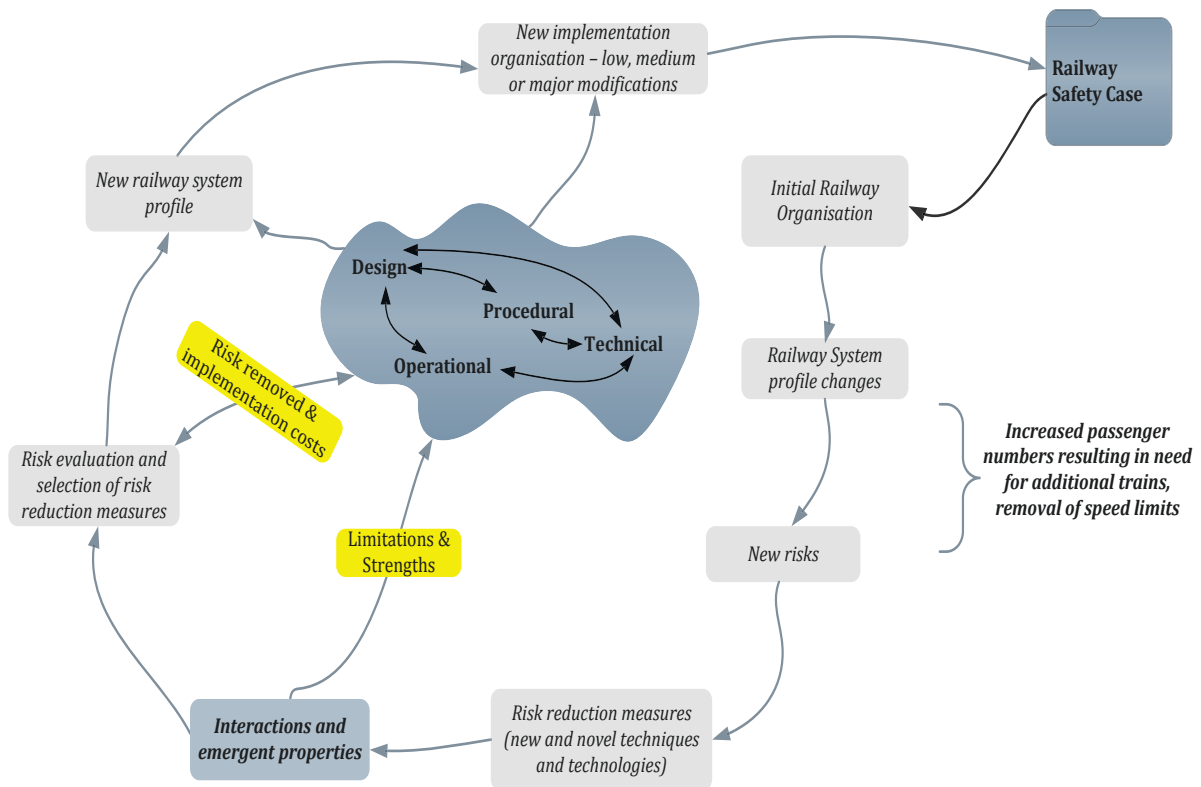 New implementation
organisation – low, medium
or major modifications
Railway
Safety Case
New railway system
profile
Initial Railway
Organisation
Design
Procedural
Technical
Operational
Railway System
profile changes
Risk removed &
implementation costs
Increased passenger
numbers resulting in need
for additional trains,
removal of speed limits
Risk evaluation and
selection of risk
reduction measures
Limitations &
Strengths
New risks
Interactions and
emergent properties
Risk reduction measures
(new and novel techniques
and technologies)